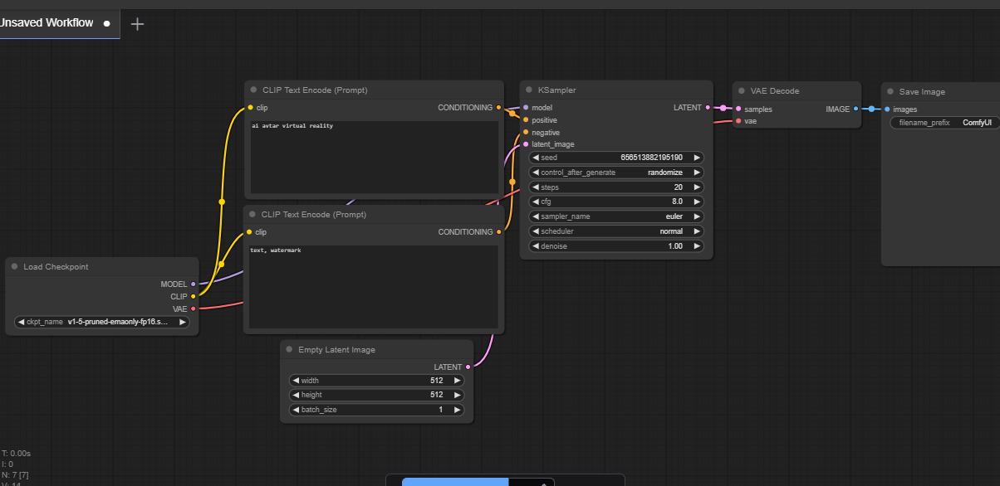 Unsaved Workflow
CLIP Text Encode (Prompt)
clip
CONDITIONING
ai avtar virtual reality
CLIP Text Encode (Prompt)
clip
CONDITIONING
text, watermark
Load Checkpoint
MODEL
CLIP
VAE
ckpt_name v1-5-pruned-emaonly-fp16.s...
Empty Latent Image
LATENT
width 512
height 512
batch_size 1
KSampler
model LATENT
positive
negative
latent_image
seed 656513882195190
control_after_generate randomize
steps 20
cfg 8.0
sampler_name euler
scheduler normal
denoise 1.00
VAE Decode
samples IMAGE
vae
Save Image
images
filename_prefix ComfyUI
T: 0.00s
I: 0
N: 7 [7]
V: 14